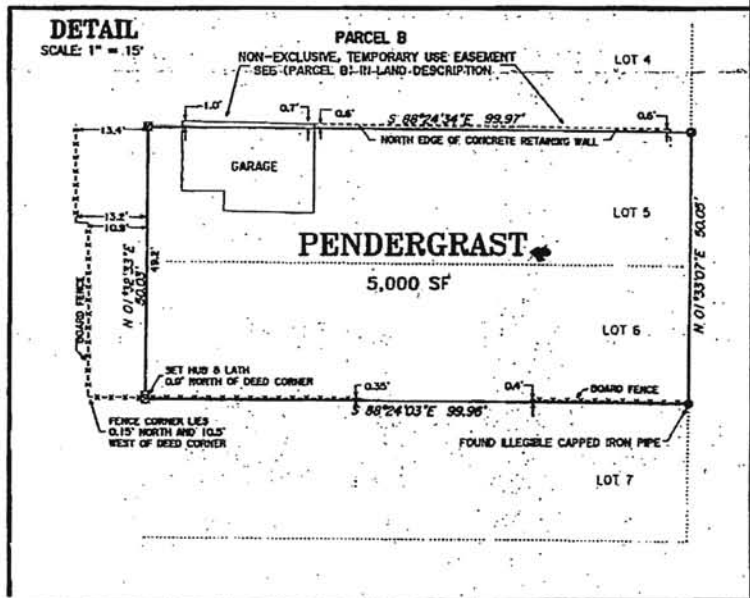 DETAIL
SCALE: 1" = 15'
PARCEL B
NON-EXCLUSIVE, TEMPORARY USE EASEMENT
SEE (PARCEL B) IN LAND DESCRIPTION
LOT 4
1.0'
0.7'
0.6'
S 88°24'34"E 99.97'
0.6'
13.4'
NORTH EDGE OF CONCRETE RETAINING WALL
GARAGE
LOT 5
13.2'
10.9'
PENDERGRAST
5,000 SF
N 01°32'33"E
50.03'
49.2'
N 01°33'07"E 50.05'
BOARD FENCE
LOT 6
SET HUB & LATH
NORTH OF DEED CORNER
0.35'
0.4'
BOARD FENCE
S 88°24'03"E 99.96'
FENCE CORNER LIES
0.15' NORTH AND 10.5'
WEST OF DEED CORNER
FOUND ILLEGIBLE CAPPED IRON PIPE
LOT 7